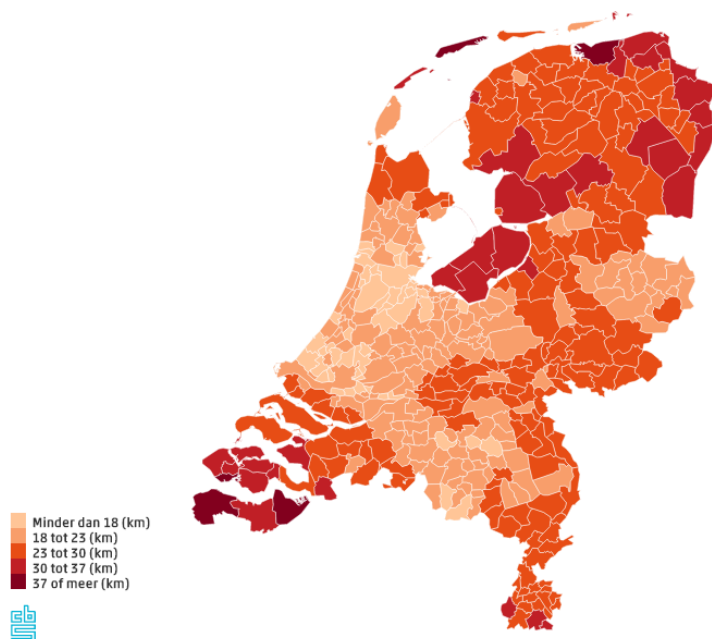 Minder dan 18 (km)
18 tot 23 (km)
23 tot 30 (km)
30 tot 37 (km)
37 of meer (km)
cbs